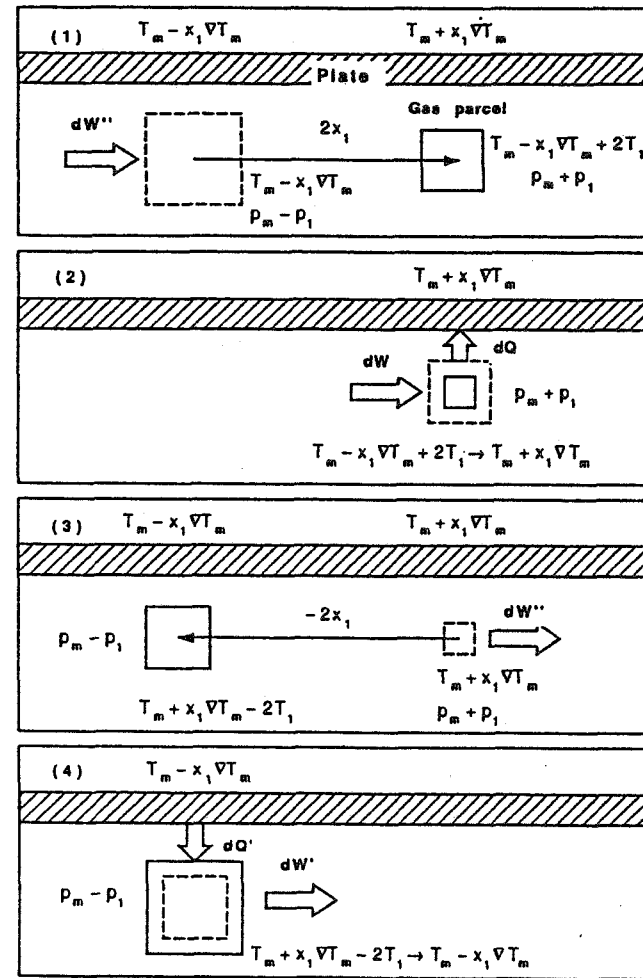 (1) T_m − x_1 ∇T_m T_m + x_1 ∇T_m
Plate
Gas parcel
dW'' 2x_1 T_m − x_1 ∇T_m + 2T_1
T_m − x_1 ∇T_m p_m + p_1
p_m − p_1
(2) T_m + x_1 ∇T_m
dW dQ
p_m + p_1
T_m − x_1 ∇T_m + 2T_1 → T_m + x_1 ∇T_m
(3) T_m − x_1 ∇T_m T_m + x_1 ∇T_m
p_m − p_1 −2x_1 dW''
T_m + x_1 ∇T_m
T_m + x_1 ∇T_m − 2T_1 p_m + p_1
(4) T_m − x_1 ∇T_m
dQ'
p_m − p_1 dW'
T_m + x_1 ∇T_m − 2T_1 → T_m − x_1 ∇T_m